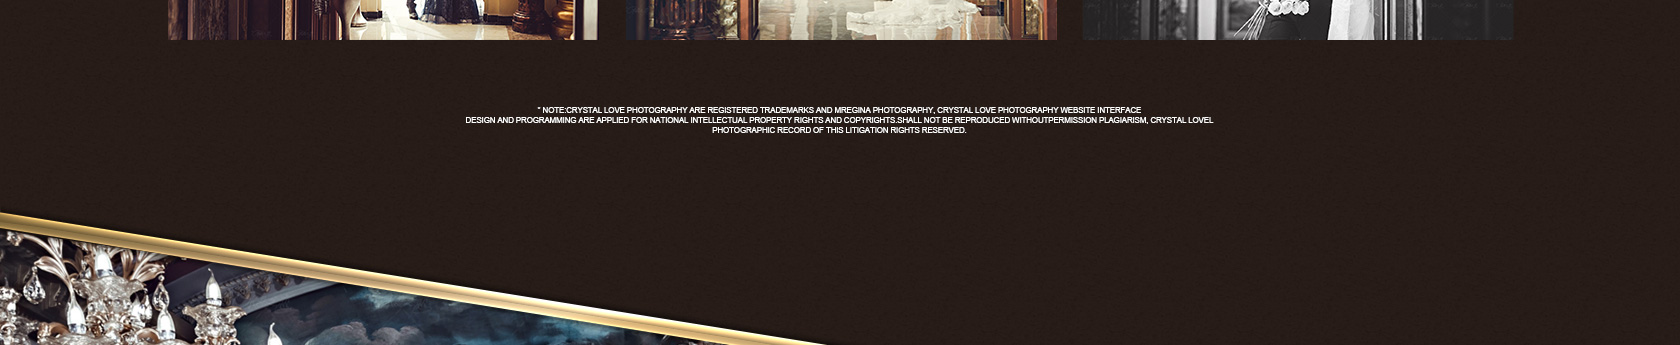 " NOTE:CRYSTAL LOVE PHOTOGRAPHY ARE REGISTERED TRADEMARKS AND MREGINA PHOTOGRAPHY, CRYSTAL LOVE PHOTOGRAPHY WEBSITE INTERFACE
DESIGN AND PROGRAMMING ARE APPLIED FOR NATIONAL INTELLECTUAL PROPERTY RIGHTS AND COPYRIGHTS.SHALL NOT BE REPRODUCED WITHOUTPERMISSION PLAGIARISM, CRYSTAL LOVEL
PHOTOGRAPHIC RECORD OF THIS LITIGATION RIGHTS RESERVED.